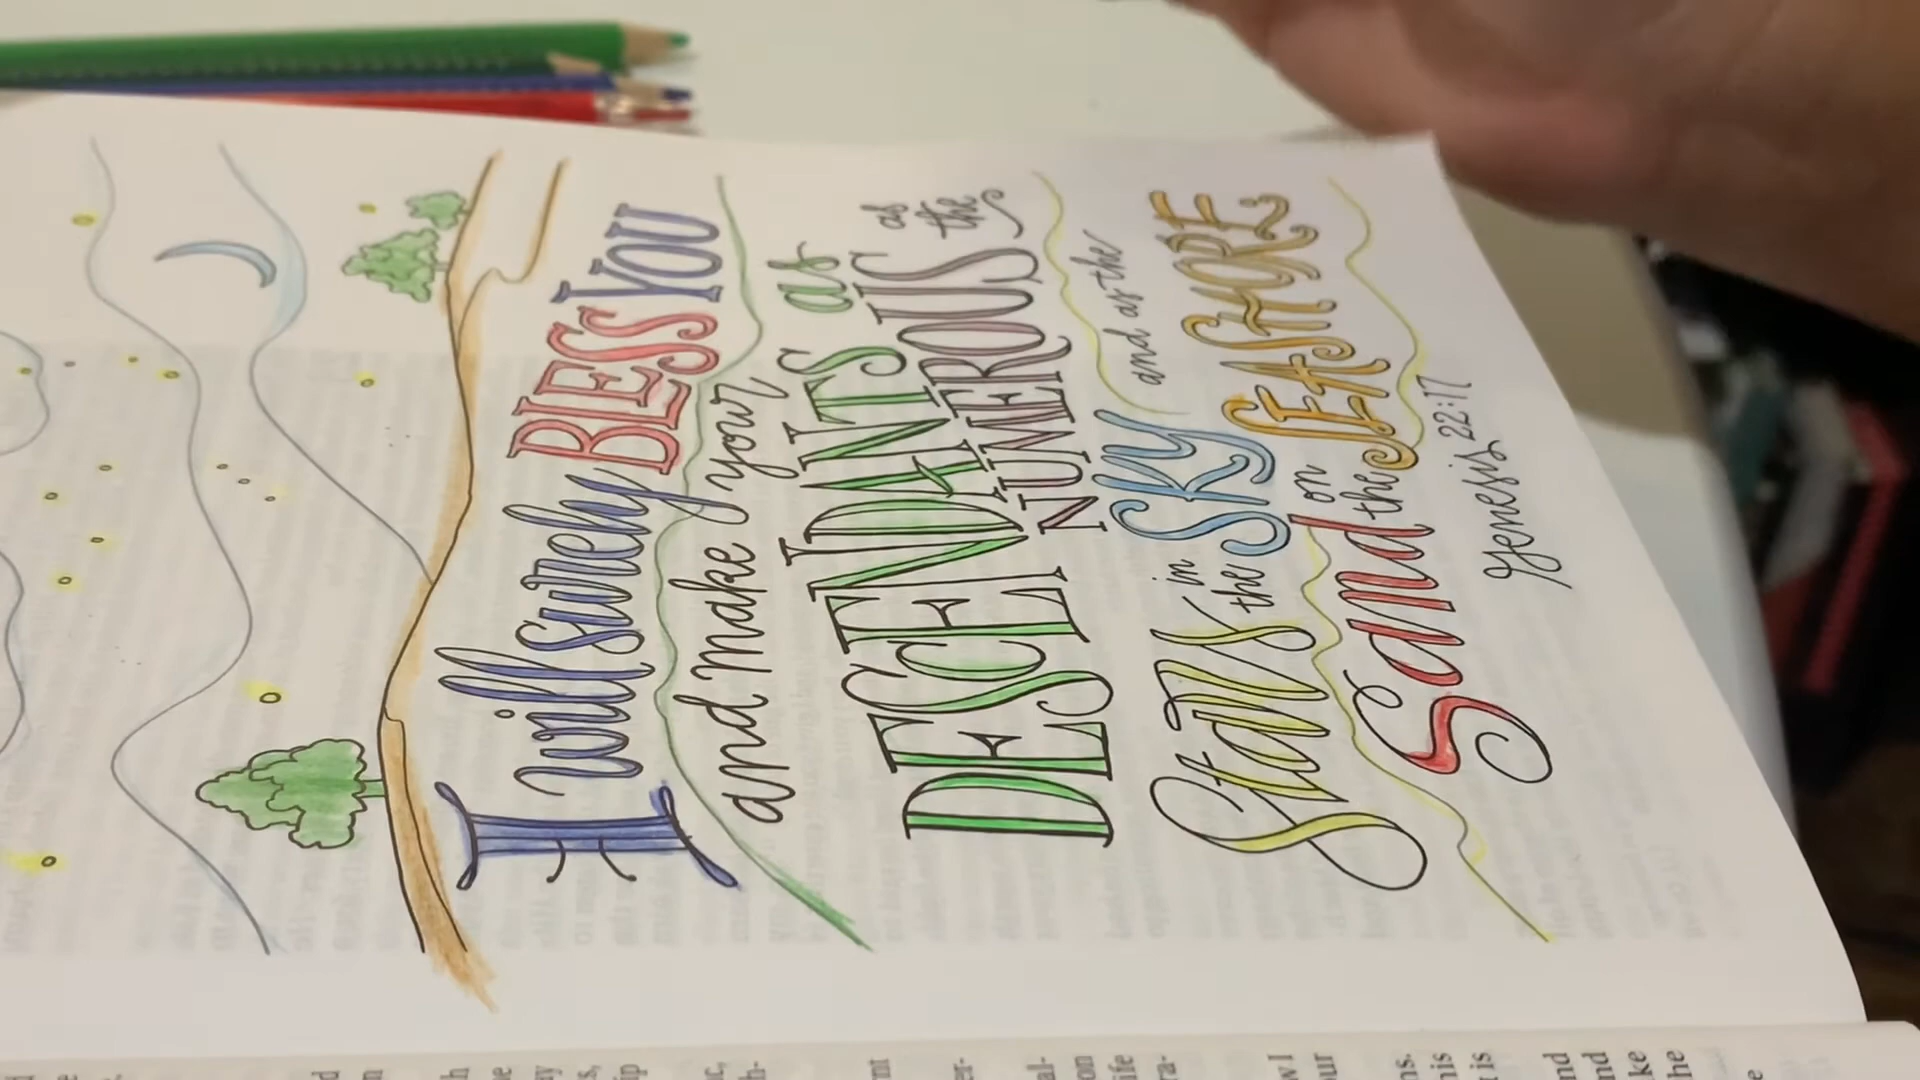 I will surely BLESS YOU
and make your
DESCENDANTS as
NUMEROUS as the
Stars in the SKY and as the
Sand on the SEASHORE.
Genesis 22:17